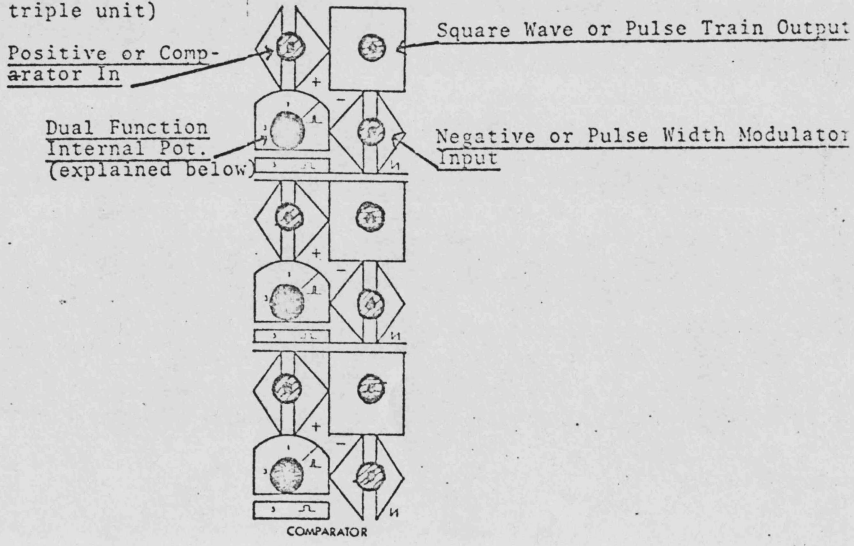 triple unit)
Square Wave or Pulse Train Output
Positive or Comp-
arator In
+
-
Dual Function
Internal Pot.
(explained below)
Negative or Pulse Width Modulator
Input
+
-
+
-
COMPARATOR